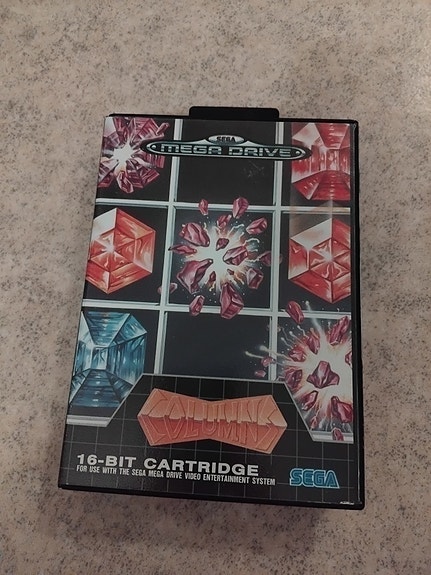 SEGA
MEGA DRIVE
COLUMNS
16-BIT CARTRIDGE
FOR USE WITH THE SEGA MEGA DRIVE VIDEO ENTERTAINMENT SYSTEM
SEGA